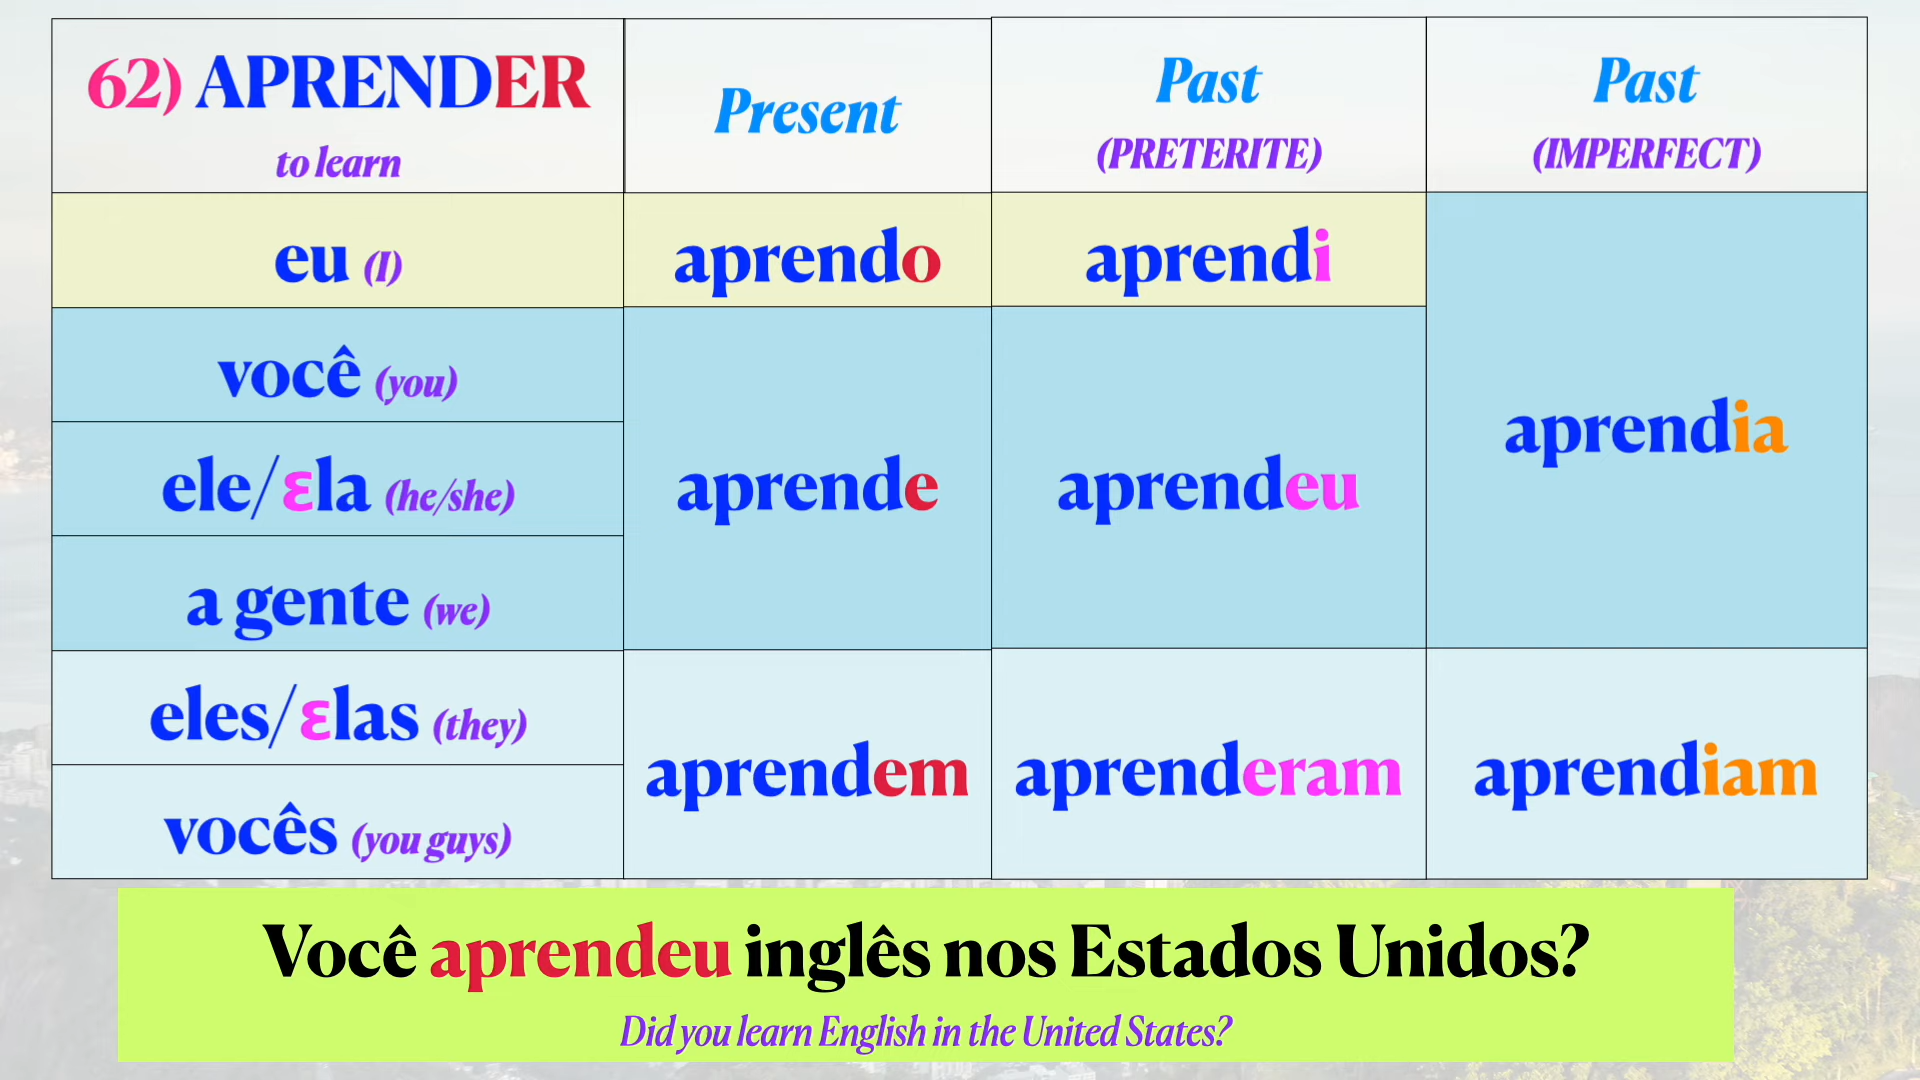 62) APRENDER
to learn
Present
Past
(PRETERITE)
Past
(IMPERFECT)
eu (I)
aprendo
aprendi
aprendia
você (you)
ele/ɛla (he/she)
a gente (we)
aprende
aprendeu
eles/ɛlas (they)
vocês (you guys)
aprendem
aprenderam
aprendiam
Você aprendeu inglês nos Estados Unidos?
Did you learn English in the United States?